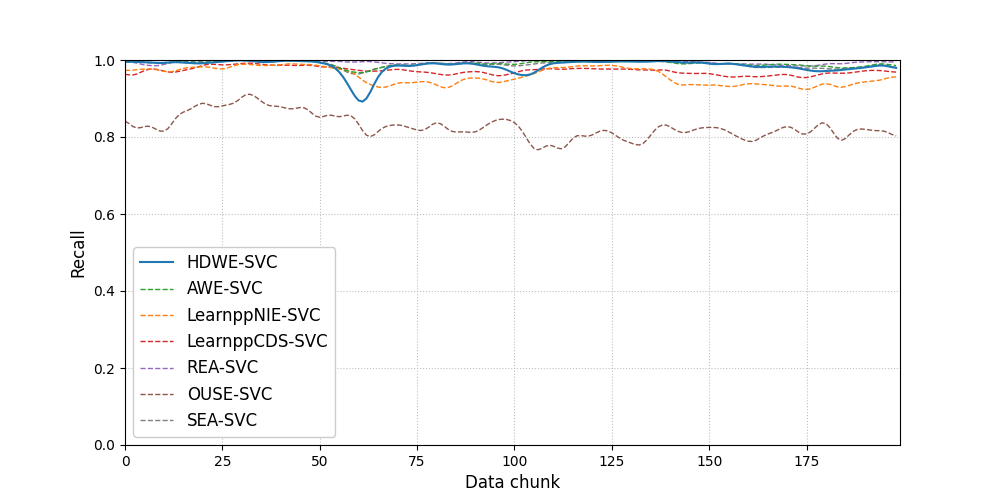 1.0
0.8
0.6
0.4
0.2
0.0
Recall
HDWE-SVC
AWE-SVC
LearnppNIE-SVC
LearnppCDS-SVC
REA-SVC
OUSE-SVC
SEA-SVC
0 25 50 75 100 125 150 175
Data chunk